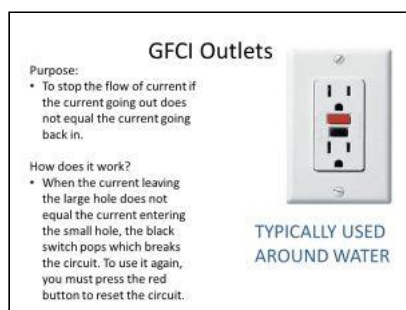 GFCI Outlets
Purpose:
• To stop the flow of current if
the current going out does
not equal the current going
back in.
How does it work?
• When the current leaving
the large hole does not
equal the current entering
the small hole, the black
switch pops which breaks
the circuit. To use it again,
you must press the red
button to reset the circuit.
TYPICALLY USED
AROUND WATER